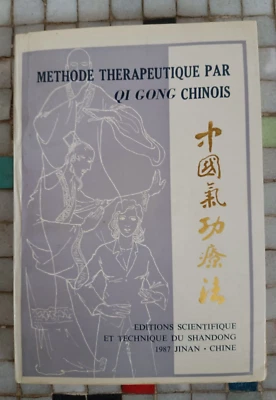 METHODE THERAPEUTIQUE PAR
QI GONG CHINOIS
中國氣功療法
EDITIONS SCIENTIFIQUE
ET TECHNIQUE DU SHANDONG
1987 JINAN · CHINE